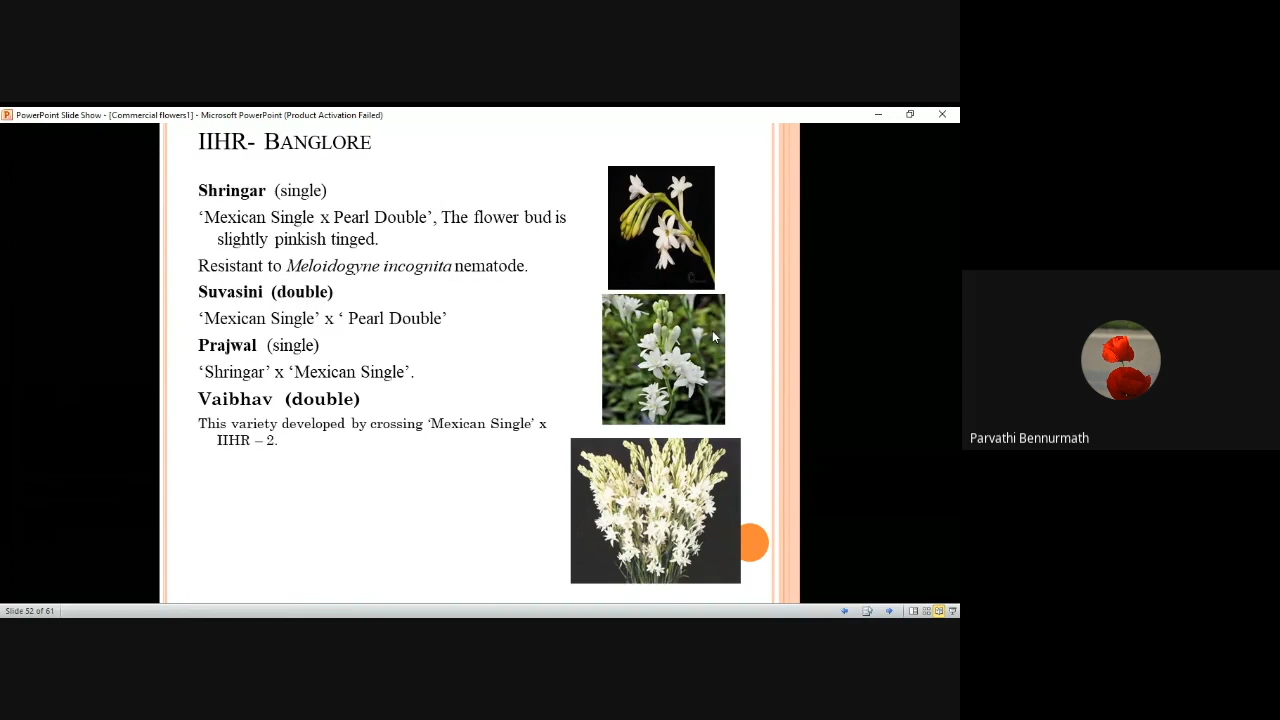 PowerPoint Slide Show - [Commercial flowers1] - Microsoft PowerPoint (Product Activation Failed)
IIHR- BANGLORE
Shringar (single)
‘Mexican Single x Pearl Double’, The flower bud is
slightly pinkish tinged.
Resistant to Meloidogyne incognita nematode.
Suvasini (double)
‘Mexican Single’ x ‘ Pearl Double’
Prajwal (single)
‘Shringar’ x ‘Mexican Single’.
Vaibhav (double)
This variety developed by crossing ‘Mexican Single’ x
IIHR – 2.
Parvathi Bennurmath
Slide 52 of 61